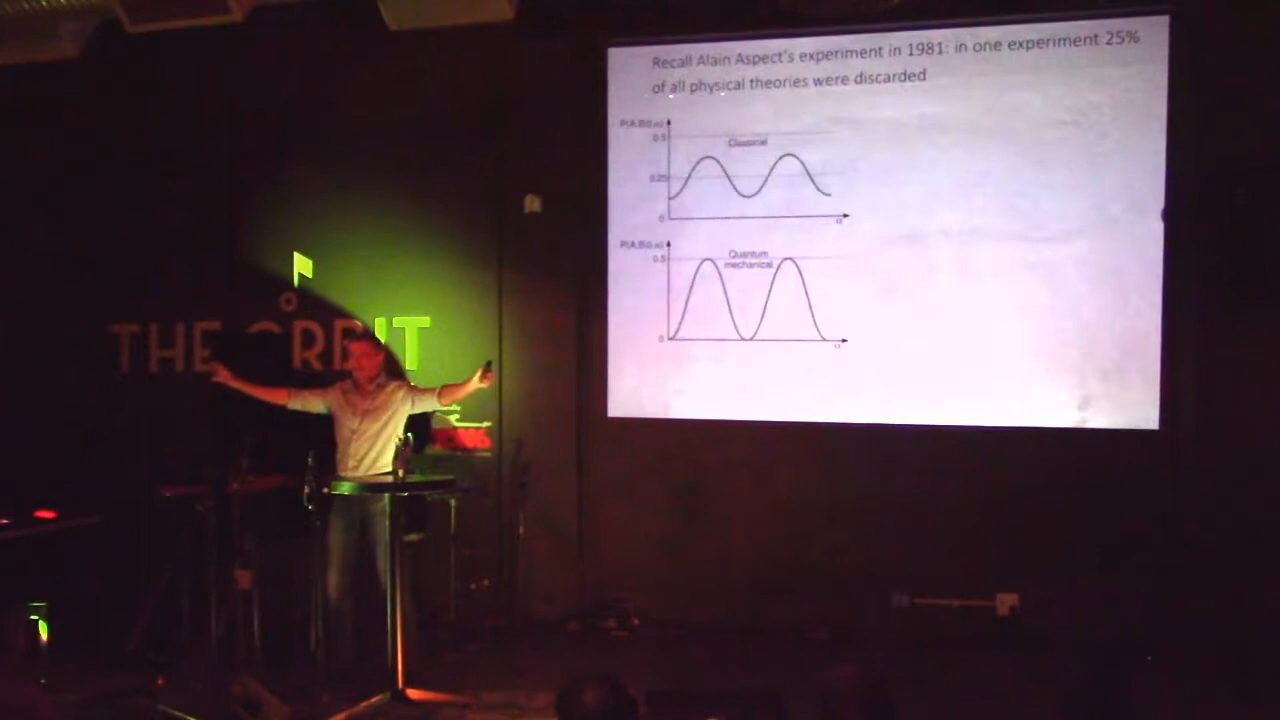 Recall Alain Aspect's experiment in 1981: in one experiment 25%
of all physical theories were discarded
0.5
Classical
0.25
0
α
0.5
Quantum
mechanical
0
α
THE ORBIT